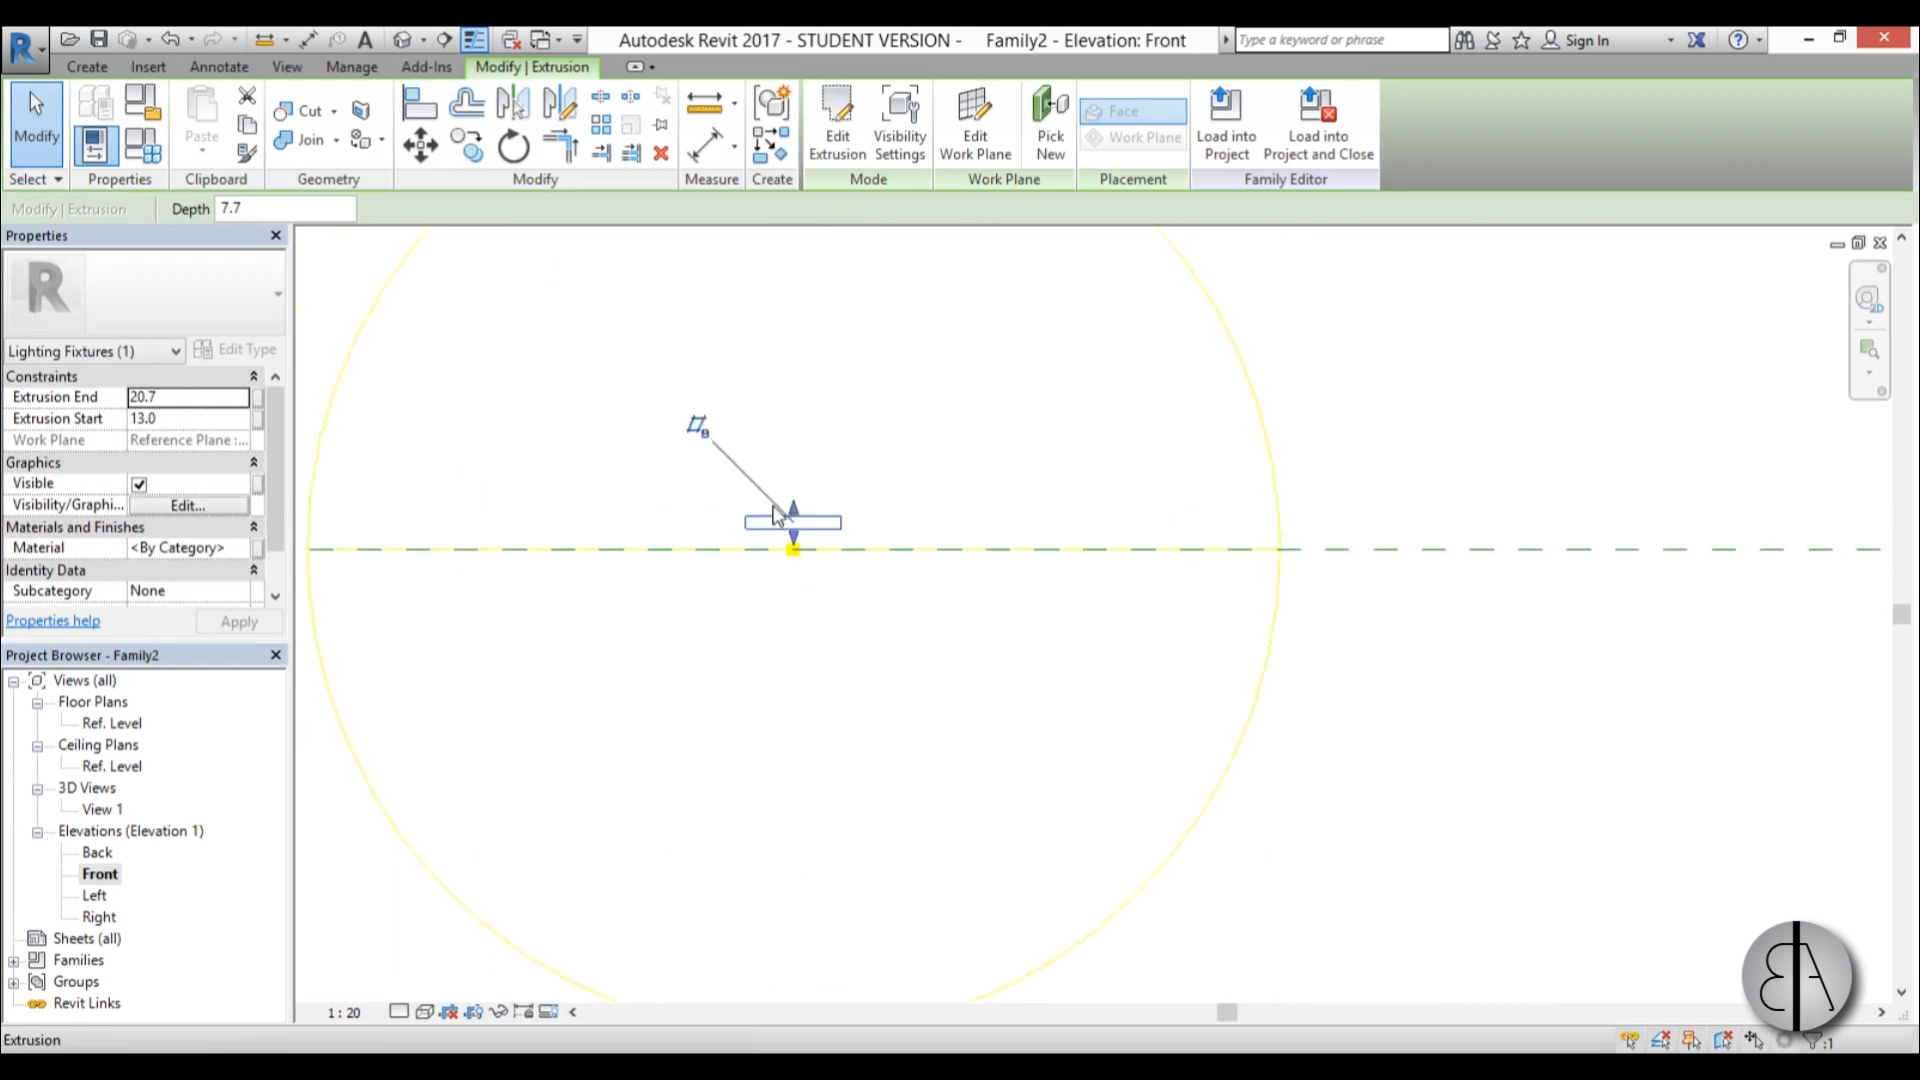 Autodesk Revit 2017 - STUDENT VERSION - Family2 - Elevation: Front
Type a keyword or phrase
Sign In
Create Insert Annotate View Manage Add-Ins Modify | Extrusion
Modify
Paste
Cut
Join
Edit Extrusion
Visibility Settings
Edit Work Plane
Pick New
Face
Work Plane
Load into Project
Load into Project and Close
Select Properties Clipboard Geometry Modify Measure Create Mode Work Plane Placement Family Editor
Modify | Extrusion Depth 7.7
Properties
R
Lighting Fixtures (1) Edit Type
Constraints
Extrusion End 20.7
Extrusion Start 13.0
Work Plane Reference Plane :...
Graphics
Visible
Visibility/Graphi... Edit...
Materials and Finishes
Material <By Category>
Identity Data
Subcategory None
Properties help Apply
Project Browser - Family2
Views (all)
Floor Plans
Ref. Level
Ceiling Plans
Ref. Level
3D Views
View 1
Elevations (Elevation 1)
Back
Front
Left
Right
Sheets (all)
Families
Groups
Revit Links
2D
1 : 20
Extrusion
:1